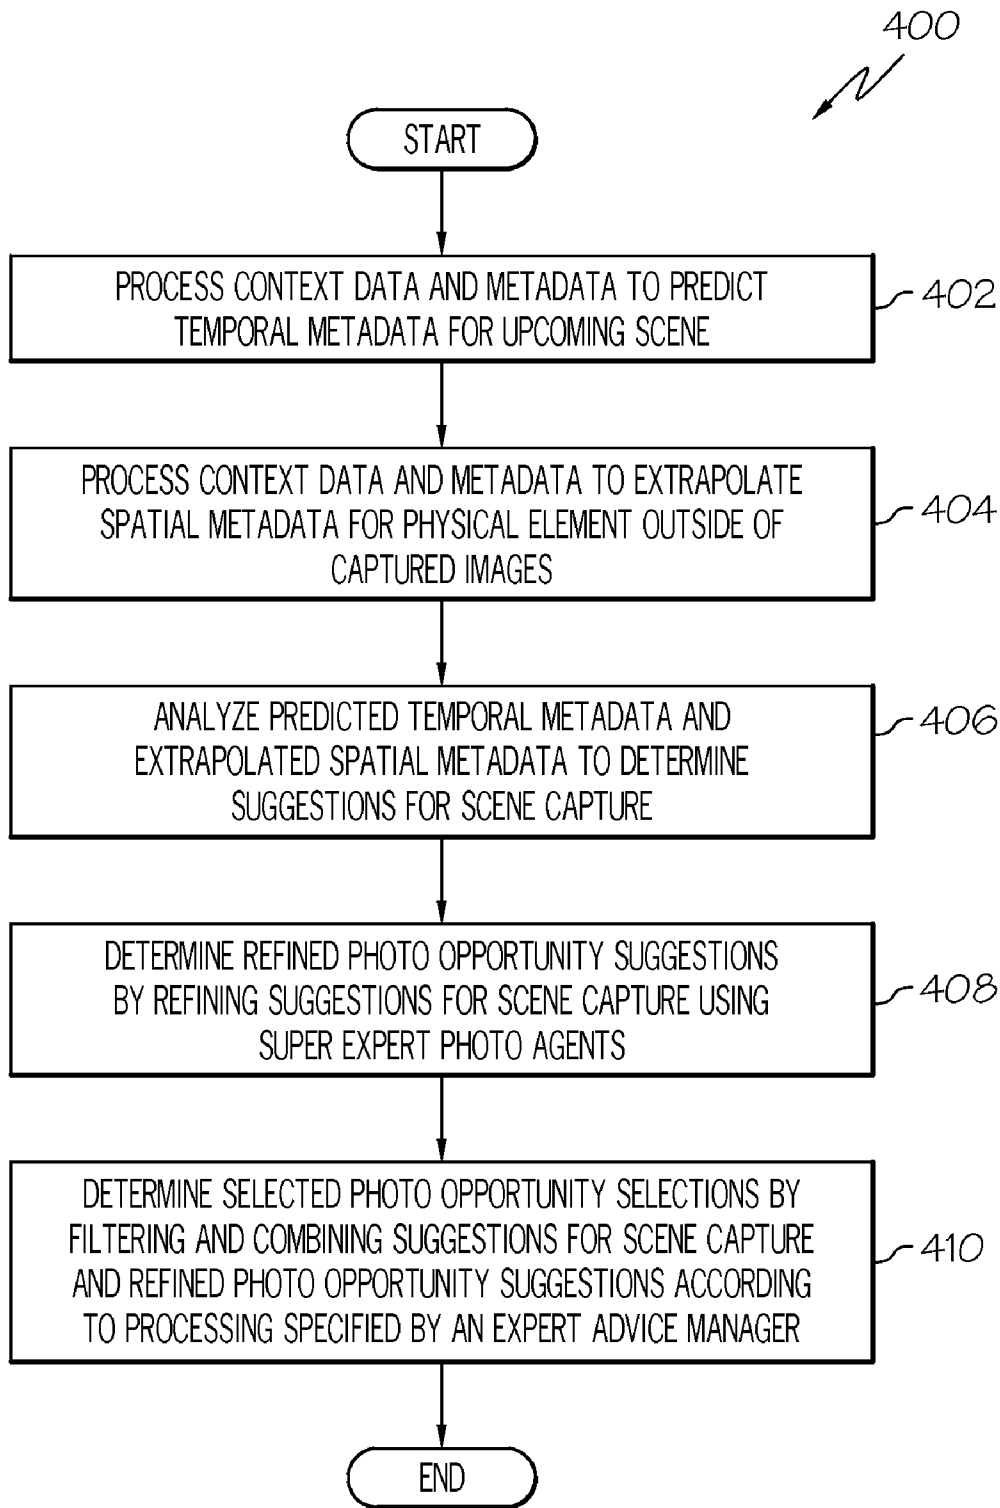 400
START
PROCESS CONTEXT DATA AND METADATA TO PREDICT
TEMPORAL METADATA FOR UPCOMING SCENE
402
PROCESS CONTEXT DATA AND METADATA TO EXTRAPOLATE
SPATIAL METADATA FOR PHYSICAL ELEMENT OUTSIDE OF
CAPTURED IMAGES
404
ANALYZE PREDICTED TEMPORAL METADATA AND
EXTRAPOLATED SPATIAL METADATA TO DETERMINE
SUGGESTIONS FOR SCENE CAPTURE
406
DETERMINE REFINED PHOTO OPPORTUNITY SUGGESTIONS
BY REFINING SUGGESTIONS FOR SCENE CAPTURE USING
SUPER EXPERT PHOTO AGENTS
408
DETERMINE SELECTED PHOTO OPPORTUNITY SELECTIONS BY
FILTERING AND COMBINING SUGGESTIONS FOR SCENE CAPTURE
AND REFINED PHOTO OPPORTUNITY SUGGESTIONS ACCORDING
TO PROCESSING SPECIFIED BY AN EXPERT ADVICE MANAGER
410
END